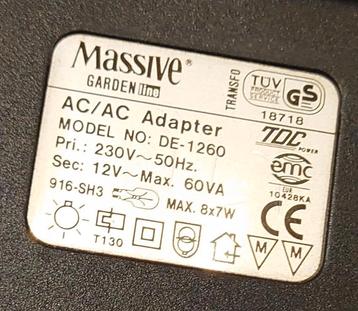 Massive®
GARDEN line
TRANSFO
TÜV
PRODUCT SERVICE
GS
18718
AC/AC Adapter
MODEL NO: DE-1260
Pri.: 230V~50Hz.
Sec: 12V~Max. 60VA
TDC
POWER
emc
EUR
10428KA
916-SH3
MAX. 8x7W
T130
CE
M M